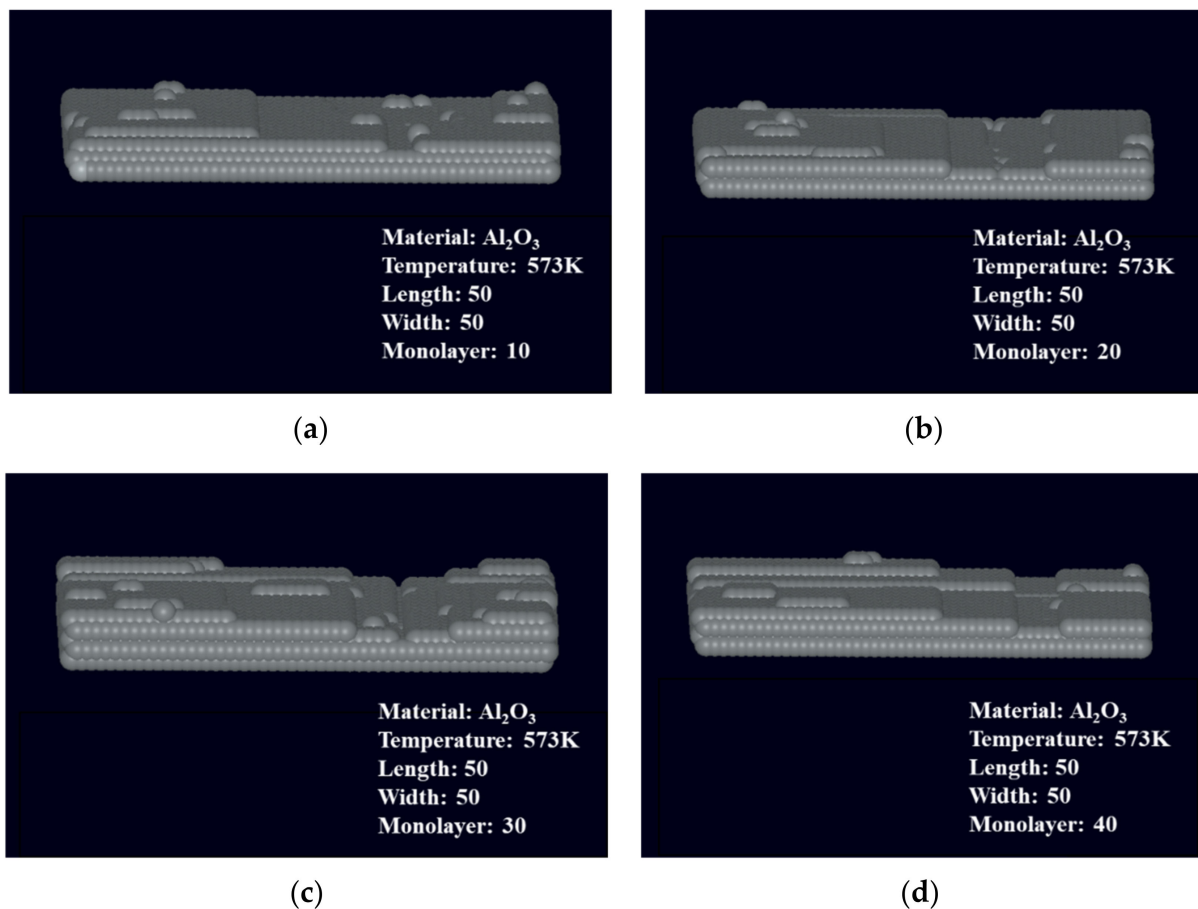 Material: Al₂O₃
Temperature: 573K
Length: 50
Width: 50
Monolayer: 10
(a)
Material: Al₂O₃
Temperature: 573K
Length: 50
Width: 50
Monolayer: 20
(b)
Material: Al₂O₃
Temperature: 573K
Length: 50
Width: 50
Monolayer: 30
(c)
Material: Al₂O₃
Temperature: 573K
Length: 50
Width: 50
Monolayer: 40
(d)